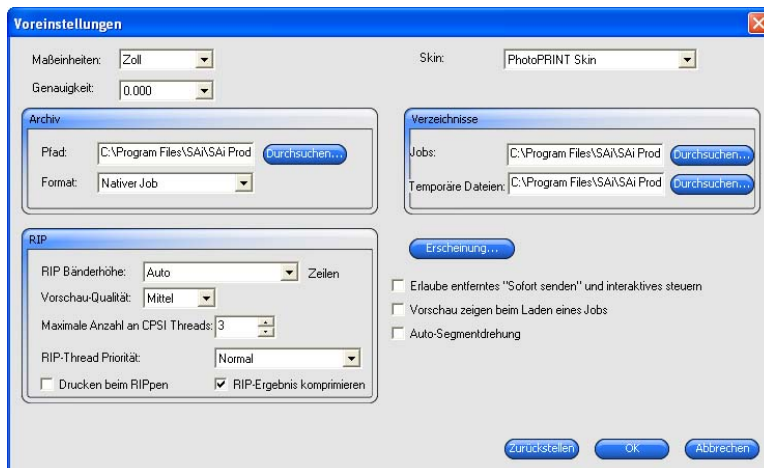 Voreinstellungen
Maßeinheiten: Zoll
Skin: PhotoPRINT Skin
Genauigkeit: 0.000
Archiv
Pfad: C:\Program Files\SAi\SAi Prod Durchsuchen...
Format: Nativer Job
Verzeichnisse
Jobs: C:\Program Files\SAi\SAi Prod Durchsuchen...
Temporäre Dateien: C:\Program Files\SAi\SAi Prod Durchsuchen...
RIP
RIP Bänderhöhe: Auto Zeilen
Vorschau-Qualität: Mittel
Maximale Anzahl an CPSI Threads: 3
RIP-Thread Priorität: Normal
Drucken beim RIPpen RIP-Ergebnis komprimieren
Erscheinung...
Erlaube entferntes "Sofort senden" und interaktives steuern
Vorschau zeigen beim Laden eines Jobs
Auto-Segmentdrehung
Zurückstellen OK Abbrechen